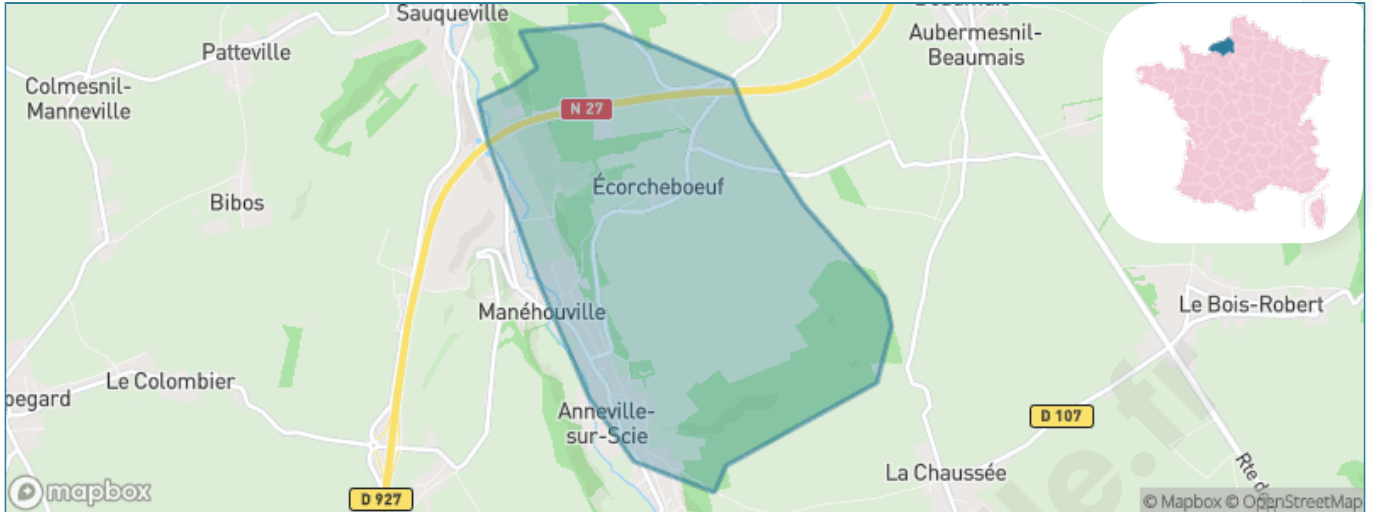 Sauqueville
Patteville
Aubermesnil-
Beaumais
Colmesnil-
Manneville
N 27
Écorcheboeuf
Bibos
Manéhouville
Le Bois-Robert
Le Colombier
Anneville-
sur-Scie
D 107
La Chaussée
D 927
mapbox
© Mapbox © OpenStreetMap